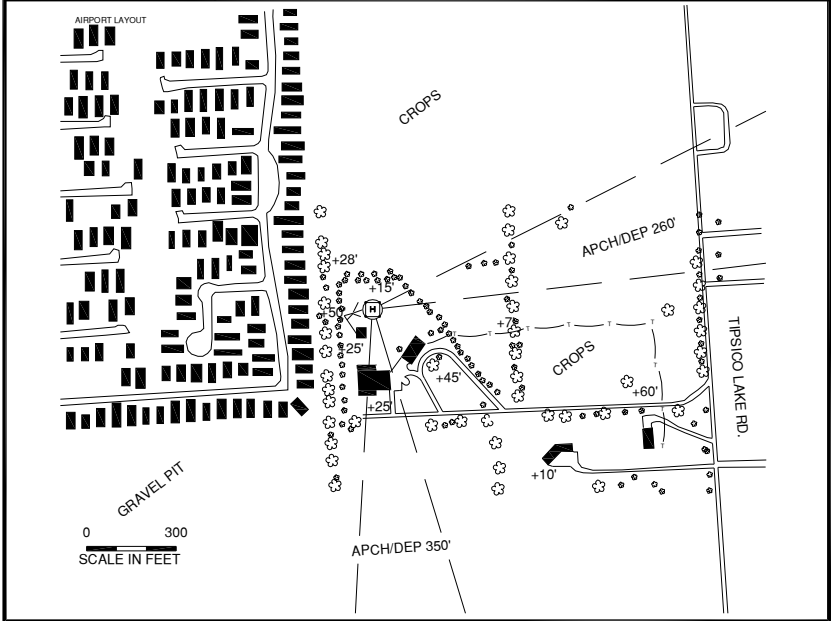 AIRPORT LAYOUT
CROPS
APCH/DEP 260'
+28'
+15'
+50'
H
T
T
T
T
T
+7'
+25'
CROPS
TIPSICO LAKE RD.
T
+45'
+60'
+25'
T
+10'
GRAVEL PIT
0 300
SCALE IN FEET
APCH/DEP 350'